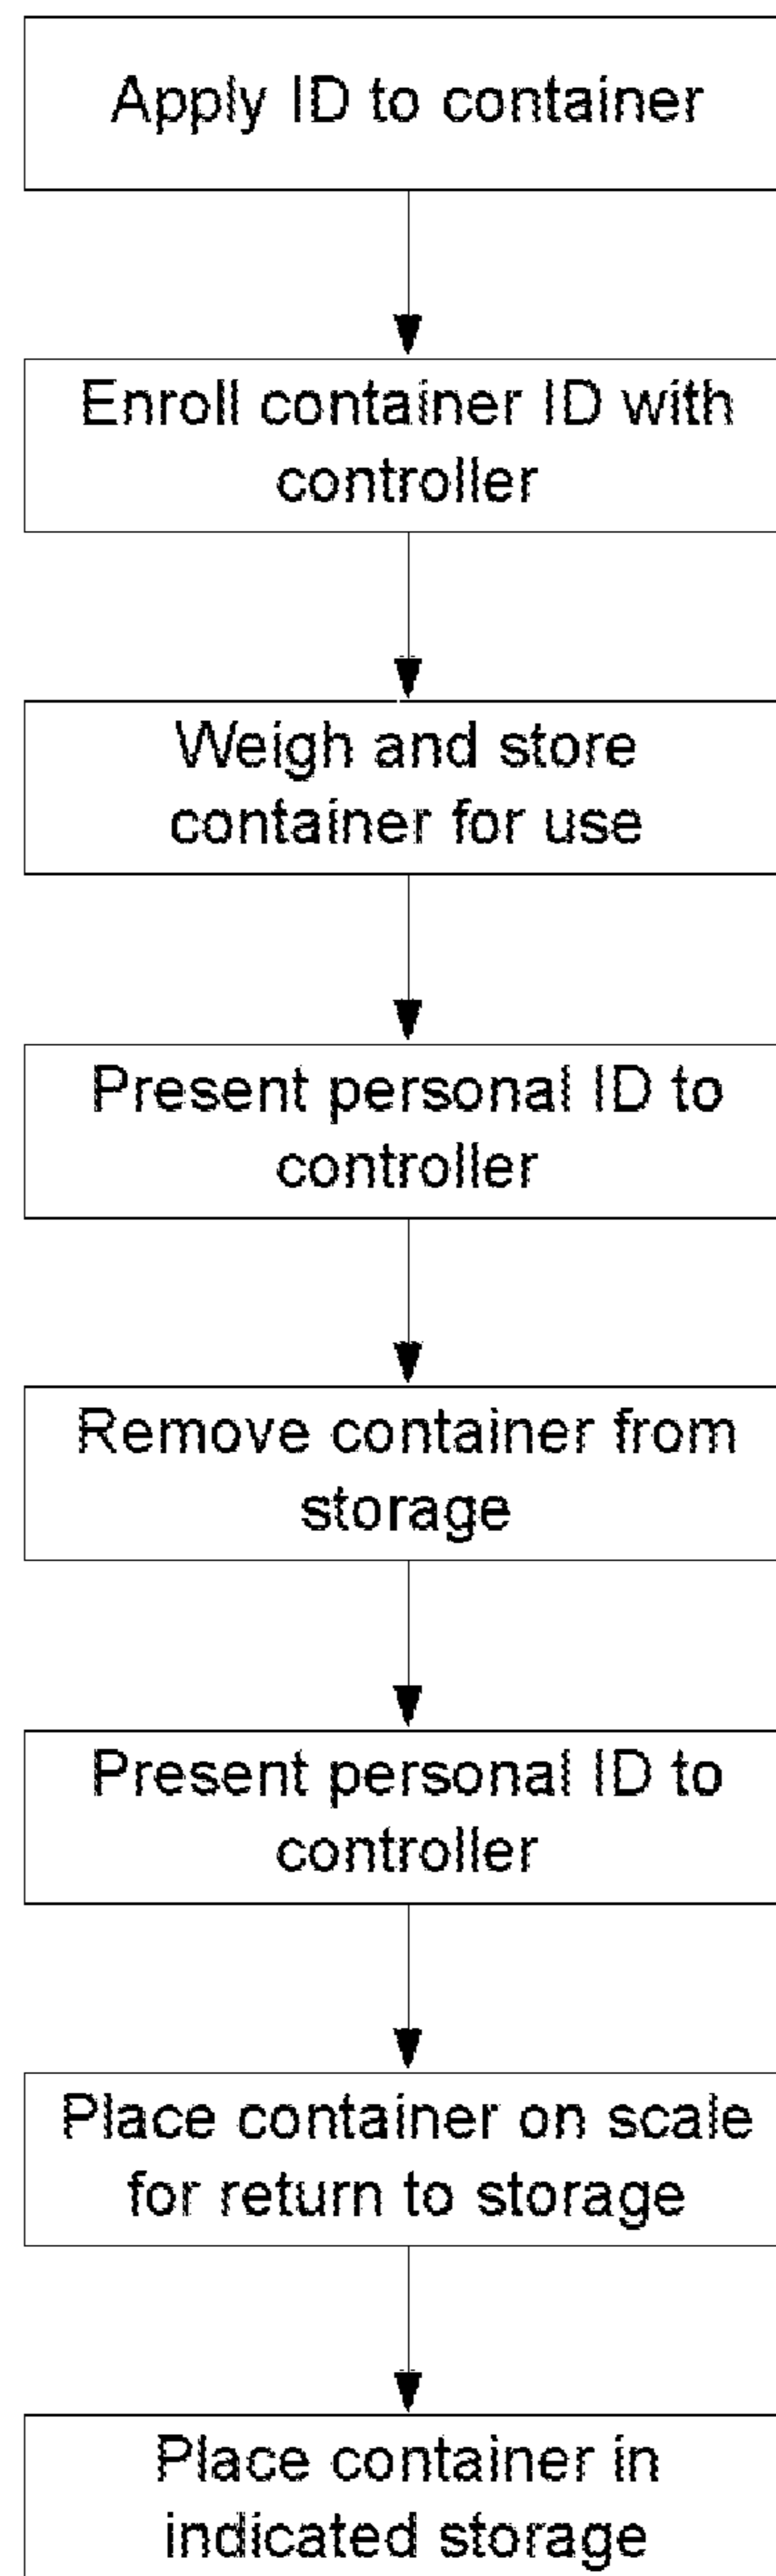 Apply ID to container
Enroll container ID with
controller
Weigh and store
container for use
Present personal ID to
controller
Remove container from
storage
Present personal ID to
controller
Place container on scale
for return to storage
Place container in
indicated storage